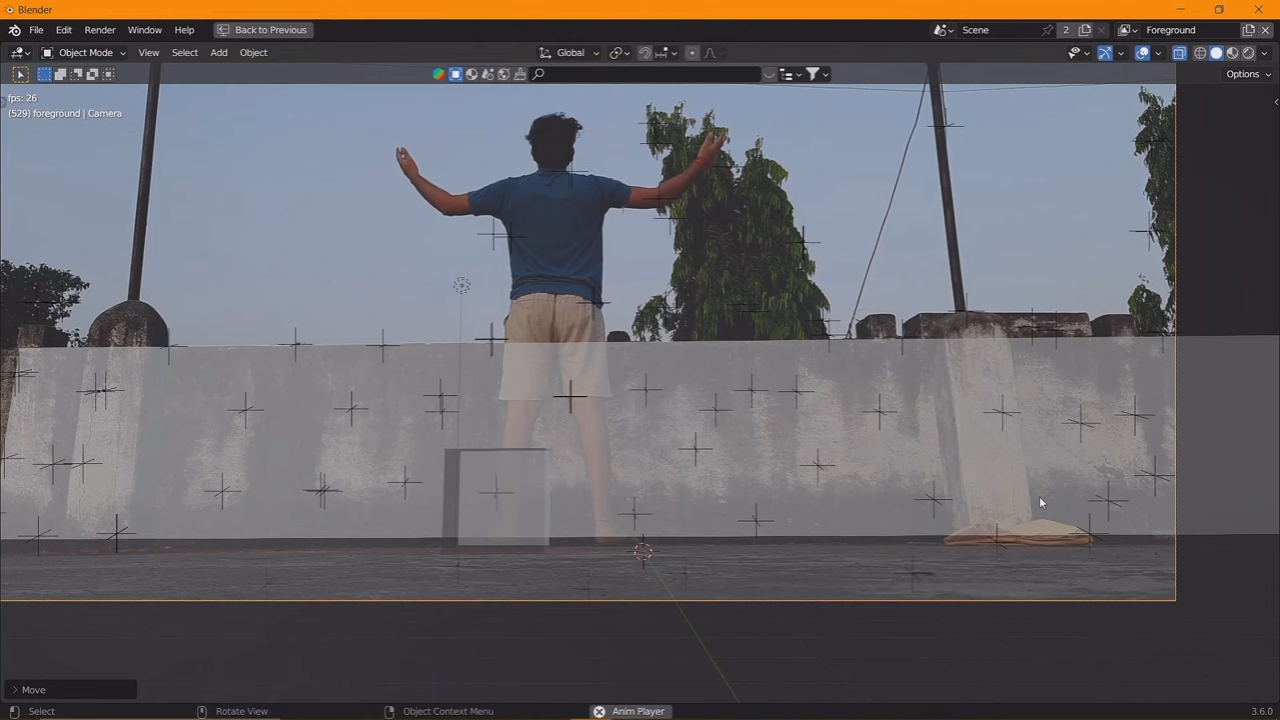 Blender
File Edit Render Window Help Back to Previous Scene 2 Foreground
Object Mode View Select Add Object Global
Options
fps: 26
(529) foreground | Camera
Move
Select Rotate View Object Context Menu Anim Player 3.6.0